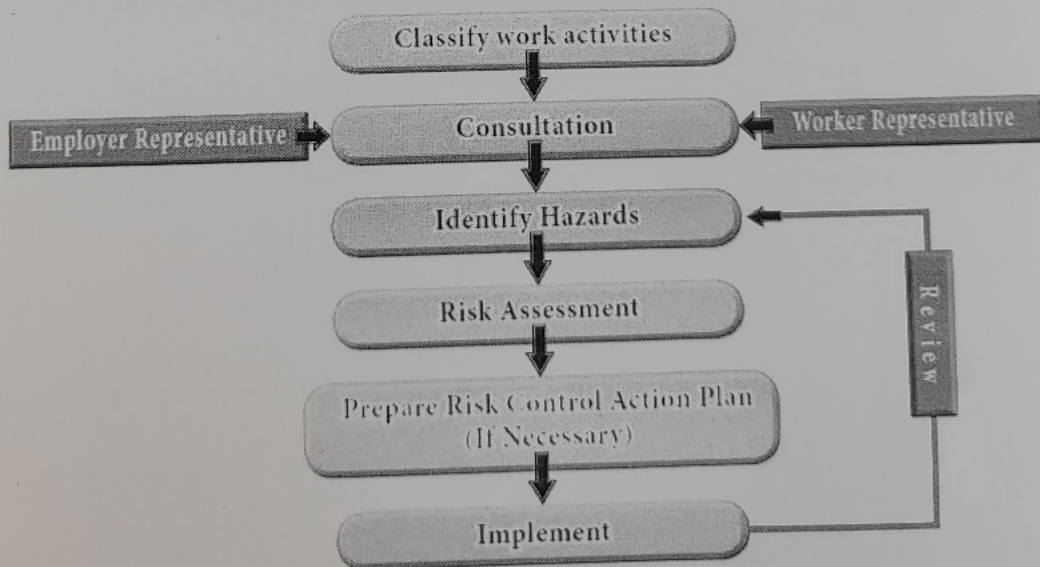 Classify work activities
Employer Representative
Consultation
Worker Representative
Identify Hazards
Risk Assessment
Review
Prepare Risk Control Action Plan
(If Necessary)
Implement